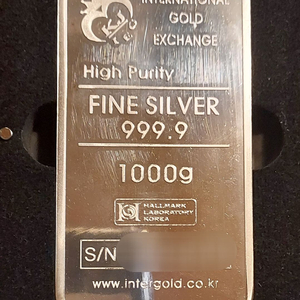 INTERNATIONAL
GOLD
EXCHANGE
High Purity
FINE SILVER
999.9
1000g
HALLMARK
LABORATORY
KOREA
S/N
www.intergold.co.kr